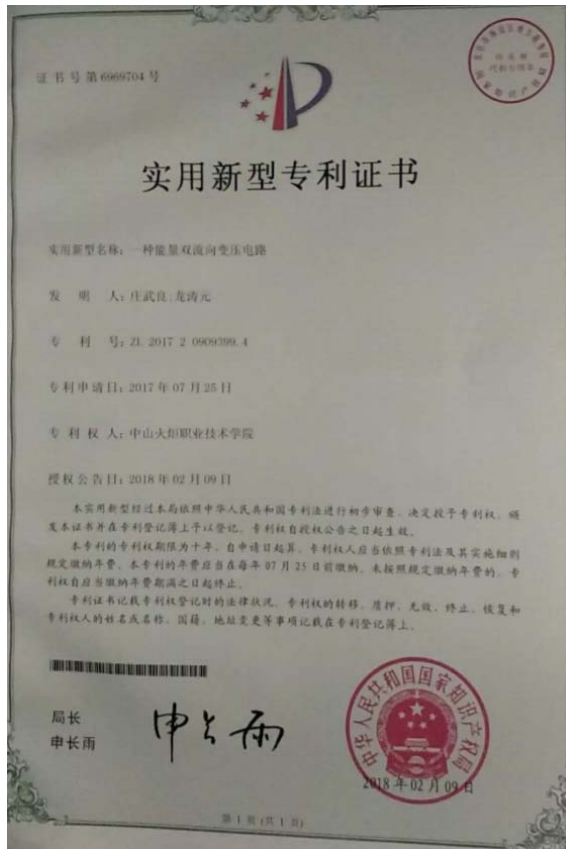 证书号第6969704号
实用新型专利证书
实用新型名称：一种能量双流向变压电路
发明人：庄武良;龙涛元
专利号：ZL 2017 2 0909399.4
专利申请日：2017年07月25日
专利权人：中山火炬职业技术学院
授权公告日：2018年02月09日
本实用新型经过本局依照中华人民共和国专利法进行初步审查，决定授予专利权，颁
发本证书并在专利登记簿上予以登记。专利权自授权公告之日起生效。
本专利的专利权期限为十年，自申请日起算。专利权人应当依照专利法及其实施细则
规定缴纳年费。本专利的年费应当在每年07月25日前缴纳。未按照规定缴纳年费的，专
利权自应当缴纳年费期满之日起终止。
专利证书记载专利权登记时的法律状况。专利权的转移、质押、无效、终止、恢复和
专利权人的姓名或名称、国籍、地址变更等事项记载在专利登记簿上。
局长
申长雨
申长雨
中华人民共和国国家知识产权局
2018年02月09日
第1页(共1页)